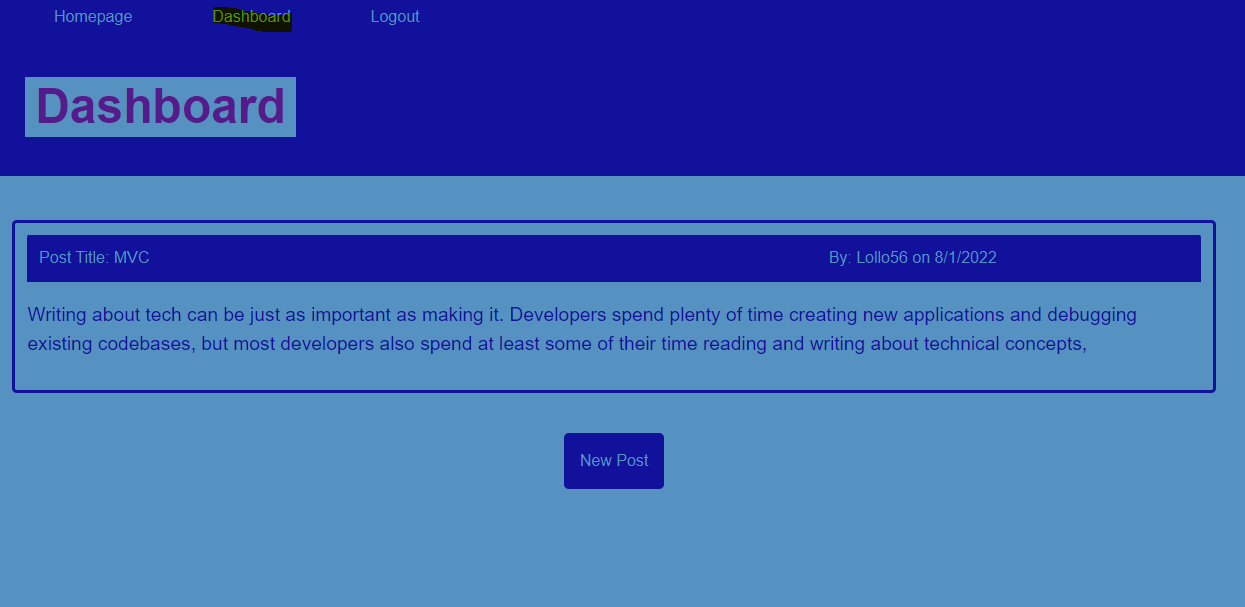 Homepage Dashboard Logout
Dashboard
Post Title: MVC By: Lollo56 on 8/1/2022
Writing about tech can be just as important as making it. Developers spend plenty of time creating new applications and debugging
existing codebases, but most developers also spend at least some of their time reading and writing about technical concepts,
New Post